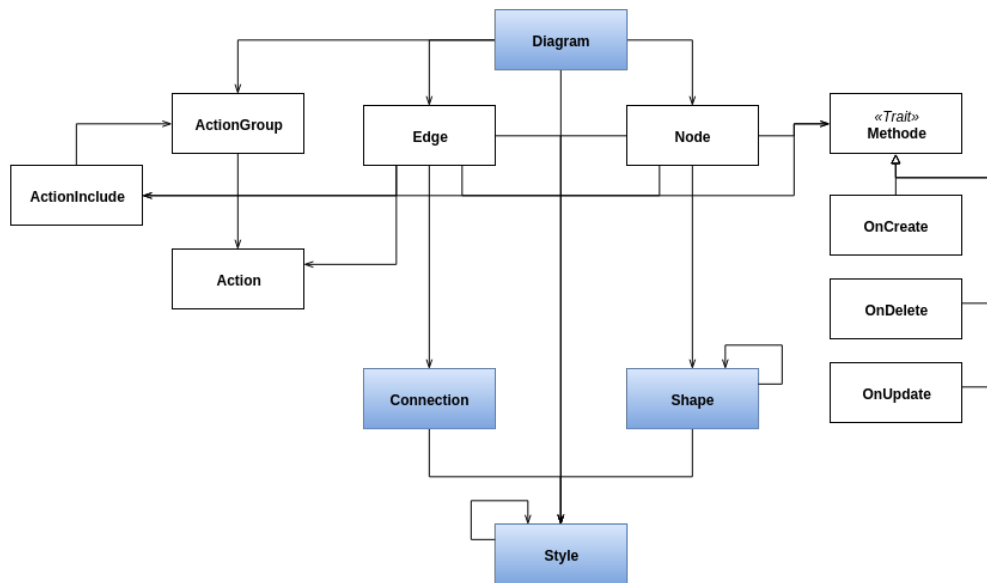 Diagram
ActionGroup
Edge
Node
«Trait»
Methode
ActionInclude
OnCreate
Action
OnDelete
Connection
Shape
OnUpdate
Style